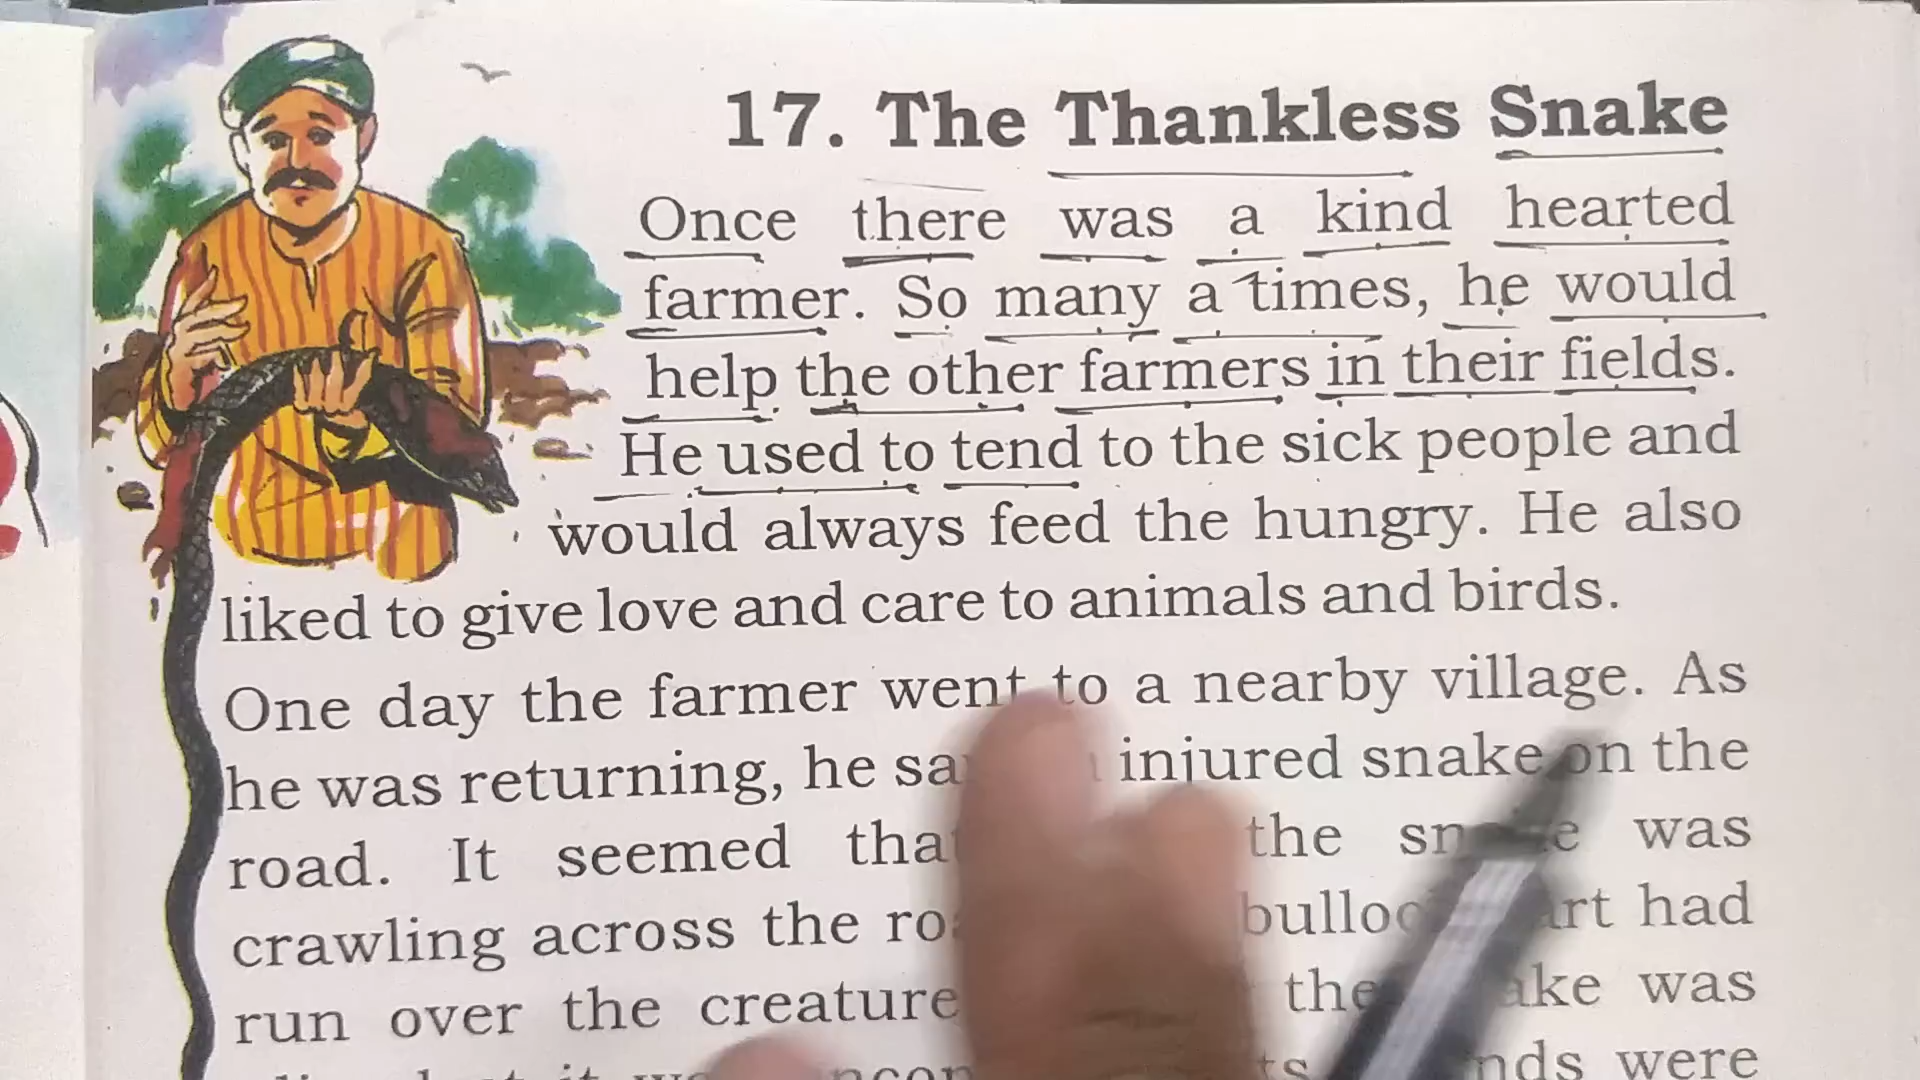 17. The Thankless Snake
Once there was a kind hearted
farmer. So many a times, he would
help the other farmers in their fields.
He used to tend to the sick people and
would always feed the hungry. He also
liked to give love and care to animals and birds.
One day the farmer went to a nearby village. As
he was returning, he injured snake on the
road. It seemed the was
crawling across the had
run over the creature the was
were